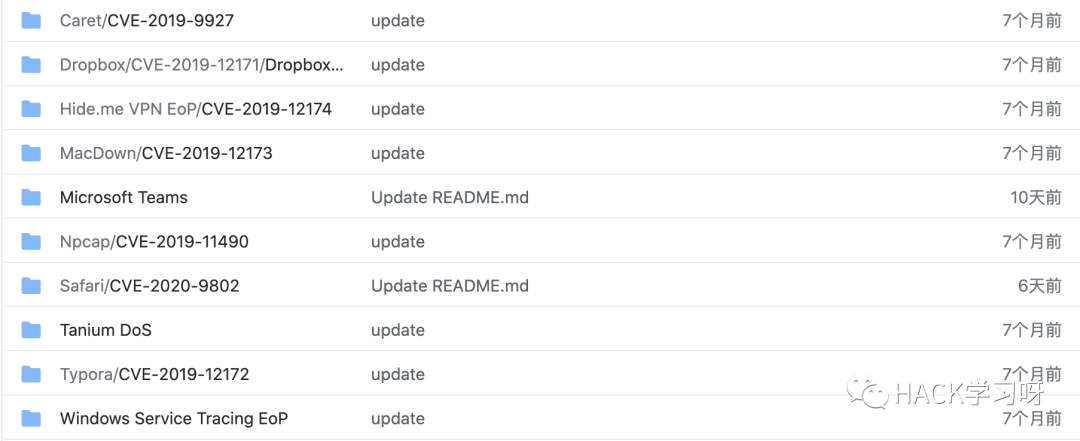 Caret/CVE-2019-9927 update 7个月前
Dropbox/CVE-2019-12171/Dropbox... update 7个月前
Hide.me VPN EoP/CVE-2019-12174 update 7个月前
MacDown/CVE-2019-12173 update 7个月前
Microsoft Teams Update README.md 10天前
Npcap/CVE-2019-11490 update 7个月前
Safari/CVE-2020-9802 Update README.md 6天前
Tanium DoS update 7个月前
Typora/CVE-2019-12172 update 7个月前
HACK学习呀
Windows Service Tracing EoP update 7个月前